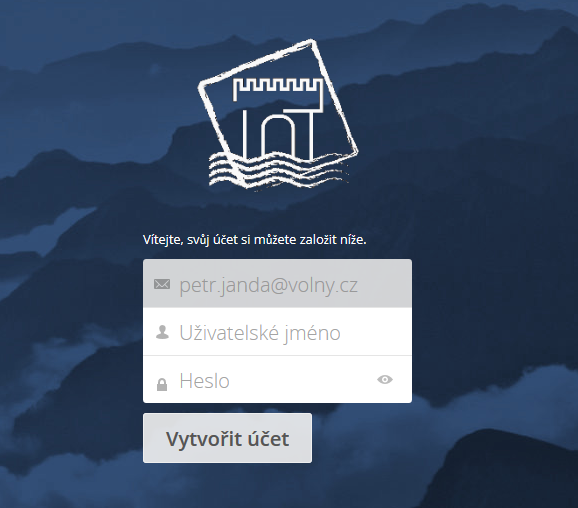 Vítejte, svůj účet si můžete založit níže.
petr.janda@volny.cz
Uživatelské jméno
Heslo
Vytvořit účet